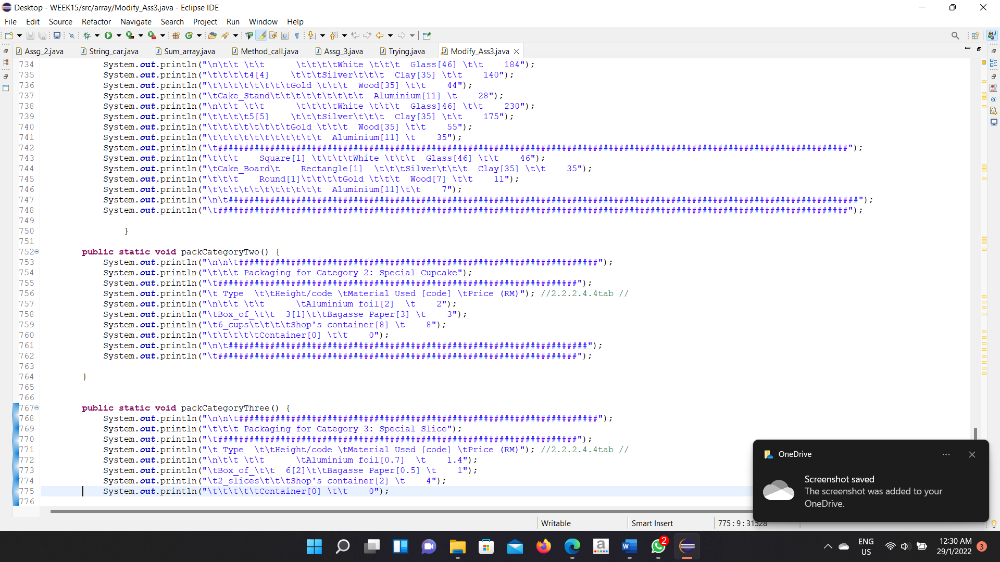 Desktop - WEEK15/src/array/Modify_Ass3.java - Eclipse IDE
File Edit Source Refactor Navigate Search Project Run Window Help
Assg_2.java String_car.java Sum_array.java Method_call.java Assg_3.java Trying.java Modify_Ass3.java
734 System.out.println("\n\t\t \t\t      \t\t\t\tWhite \t\t\t  Glass[46] \t\t    184");
735 System.out.println("\t\t\t\t4[4]    \t\t\tSilver\t\t\t  Clay[35] \t\t    140");
736 System.out.println("\t\t\t\t\t\t\t\tGold \t\t\t  Wood[35] \t\t    44");
737 System.out.println("\tCake_Stand\t\t\t\t\t\t\t\t\t  Aluminium[11] \t    28");
738 System.out.println("\n\t\t \t\t      \t\t\t\tWhite \t\t\t  Glass[46] \t\t    230");
739 System.out.println("\t\t\t\t5[5]    \t\t\tSilver\t\t\t  Clay[35] \t\t    175");
740 System.out.println("\t\t\t\t\t\t\t\tGold \t\t\t  Wood[35] \t\t    55");
741 System.out.println("\t\t\t\t\t\t\t\t\t\t\t  Aluminium[11] \t    35");
742 System.out.println("\t#########################################################################################################################");
743 System.out.println("\t\t\t    Square[1] \t\t\t\tWhite \t\t\t  Glass[46] \t\t    46");
744 System.out.println("\tCake_Board\t    Rectangle[1]  \t\t\tSilver\t\t\t  Clay[35] \t\t    35");
745 System.out.println("\t\t\t    Round[1]\t\t\t\tGold \t\t\t  Wood[7] \t\t    11");
746 System.out.println("\t\t\t\t\t\t\t\t\t\t\t  Aluminium[11]\t\t    7");
747 System.out.println("\n\t#########################################################################################################################");
748 System.out.println("\t#########################################################################################################################");
749
750 }
751
752 public static void packCategoryTwo() {
753 System.out.println("\n\n\t#####################################################################");
754 System.out.println("\t\t\t Packaging for Category 2: Special Cupcake");
755 System.out.println("\t#####################################################################");
756 System.out.println("\t Type  \t\tHeight/code \tMaterial Used [code] \tPrice (RM)"); //2.2.2.4.4tab //
757 System.out.println("\n\t\t \t\t      \tAluminium foil[2]  \t    2");
758 System.out.println("\tBox_of_\t\t  3[1]\t\tBagasse Paper[3] \t    3");
759 System.out.println("\t6_cups\t\t\t\tShop's container[8] \t    8");
760 System.out.println("\t\t\t\t\tContainer[0] \t\t    0");
761 System.out.println("\n\t#####################################################################");
762 System.out.println("\t#####################################################################");
763
764 }
765
766
767 public static void packCategoryThree() {
768 System.out.println("\n\n\t#####################################################################");
769 System.out.println("\t\t\t Packaging for Category 3: Special Slice");
770 System.out.println("\t#####################################################################");
771 System.out.println("\t Type  \t\tHeight/code \tMaterial Used [code] \tPrice (RM)"); //2.2.2.4.4tab //
772 System.out.println("\n\t\t \t\t      \tAluminium foil[0.7]  \t    1.4");
773 System.out.println("\tBox_of_\t\t  6[2]\t\tBagasse Paper[0.5] \t    1");
774 System.out.println("\t2_slices\t\t\tShop's container[2] \t    4");
775 System.out.println("\t\t\t\t\tContainer[0] \t\t    0");
776
OneDrive
Screenshot saved
The screenshot was added to your
OneDrive.
Writable Smart Insert 775 : 9 : 31528
2
ENG
US
12:30 AM
29/1/2022
3